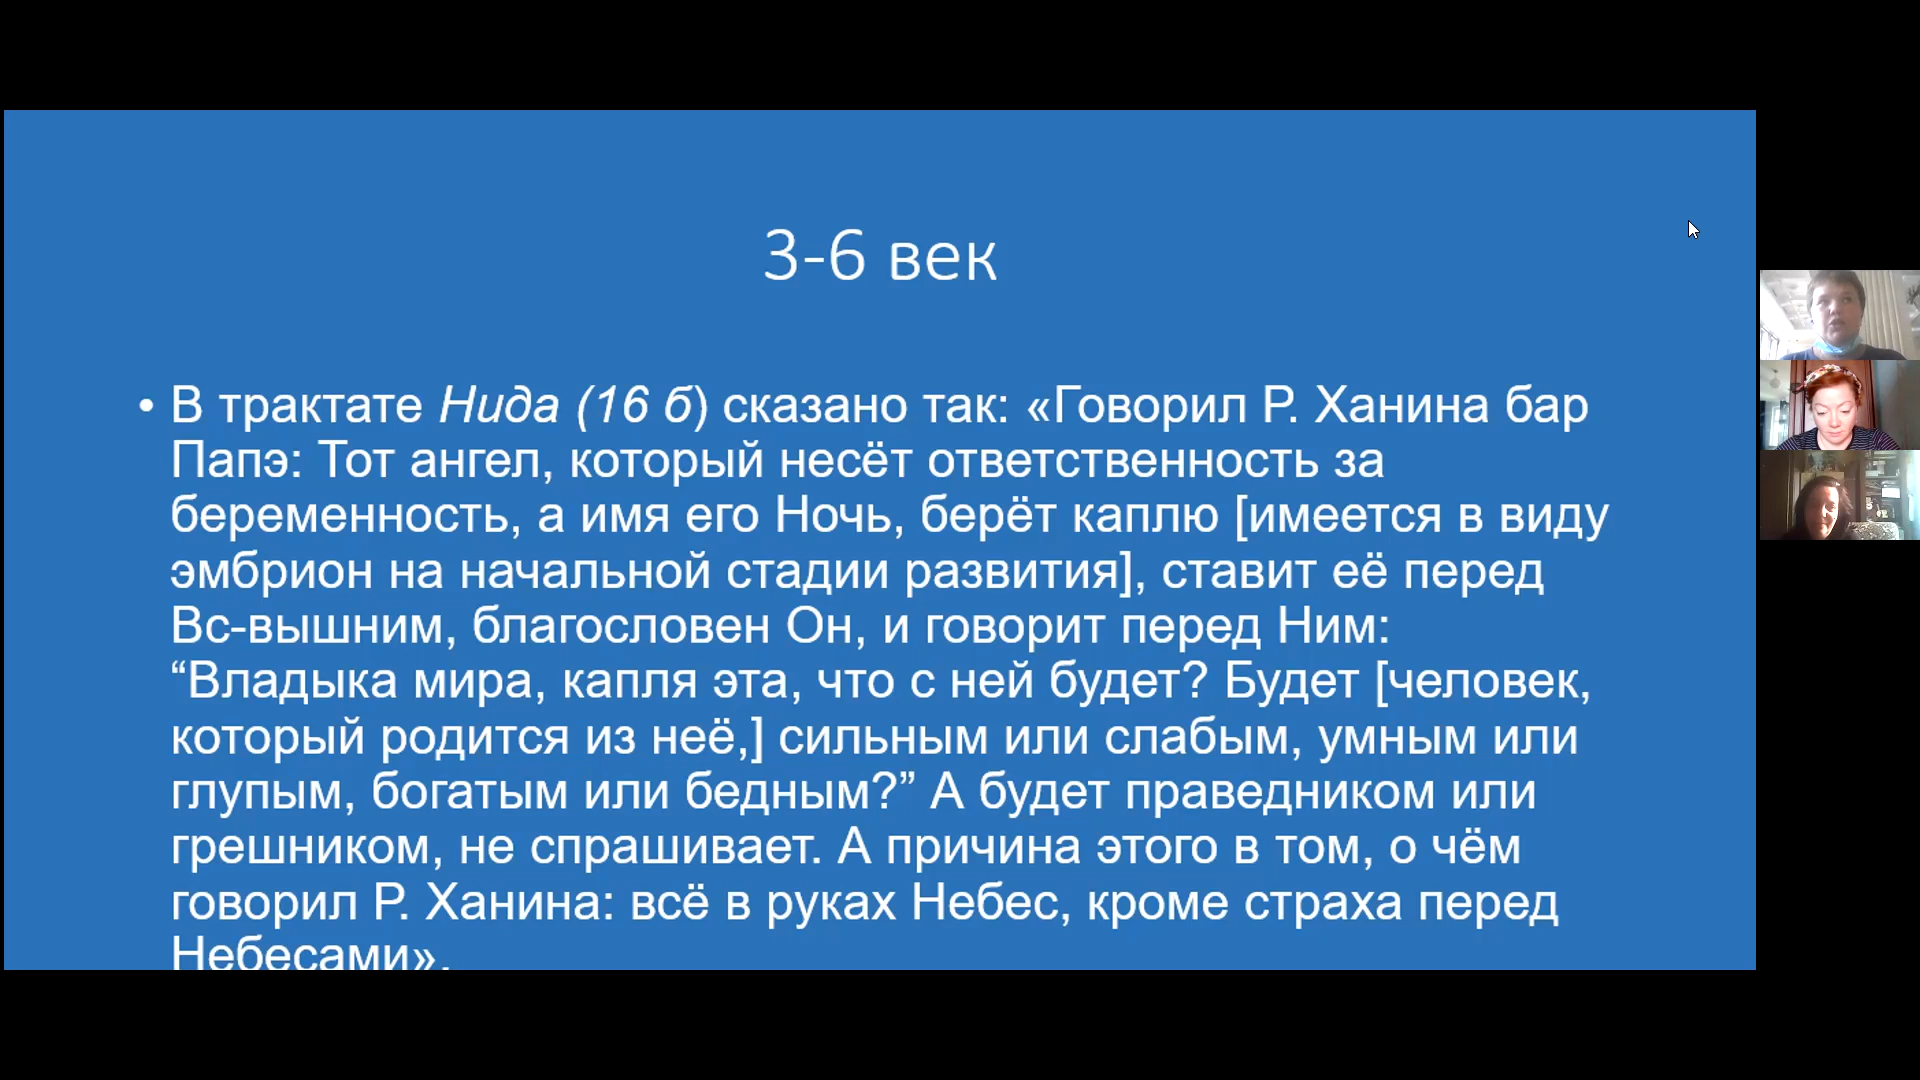 3-6 век
• В трактате Нида (16 б) сказано так: «Говорил Р. Ханина бар
Папэ: Тот ангел, который несёт ответственность за
беременность, а имя его Ночь, берёт каплю [имеется в виду
эмбрион на начальной стадии развития], ставит её перед
Вс-вышним, благословен Он, и говорит перед Ним:
“Владыка мира, капля эта, что с ней будет? Будет [человек,
который родится из неё,] сильным или слабым, умным или
глупым, богатым или бедным?” А будет праведником или
грешником, не спрашивает. А причина этого в том, о чём
говорил Р. Ханина: всё в руках Небес, кроме страха перед
Небесами».